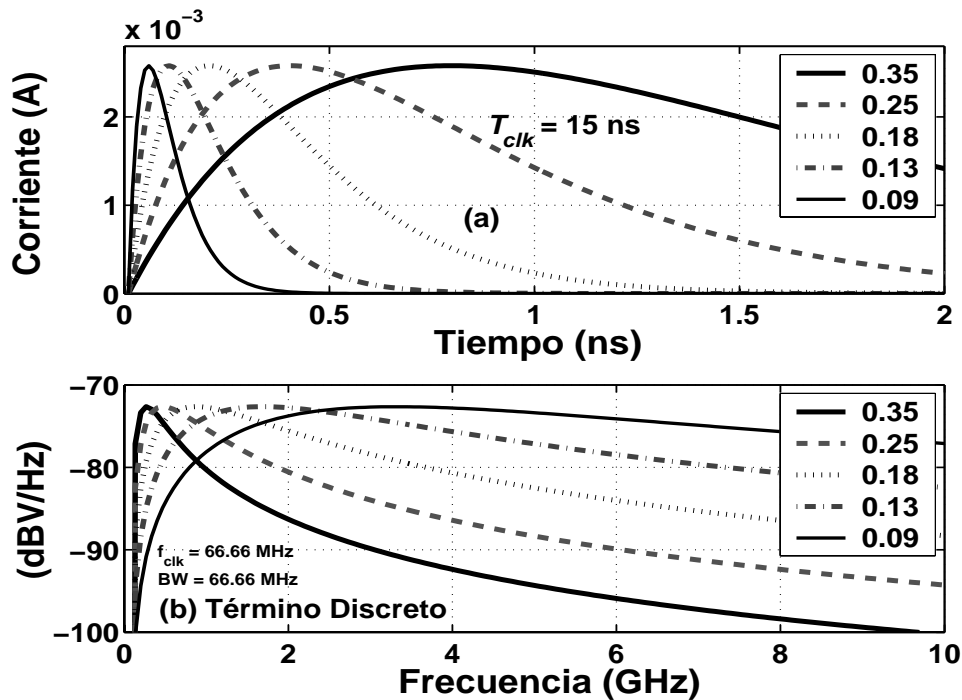 x 10⁻³
Corriente (A)
2
1
0
0
0.5
1
1.5
2
Tiempo (ns)
T_clk = 15 ns
(a)
0.35
0.25
0.18
0.13
0.09
(dBV/Hz)
−70
−80
−90
−100
0
2
4
6
8
10
Frecuencia (GHz)
f_clk = 66.66 MHz
BW = 66.66 MHz
(b) Término Discreto
0.35
0.25
0.18
0.13
0.09